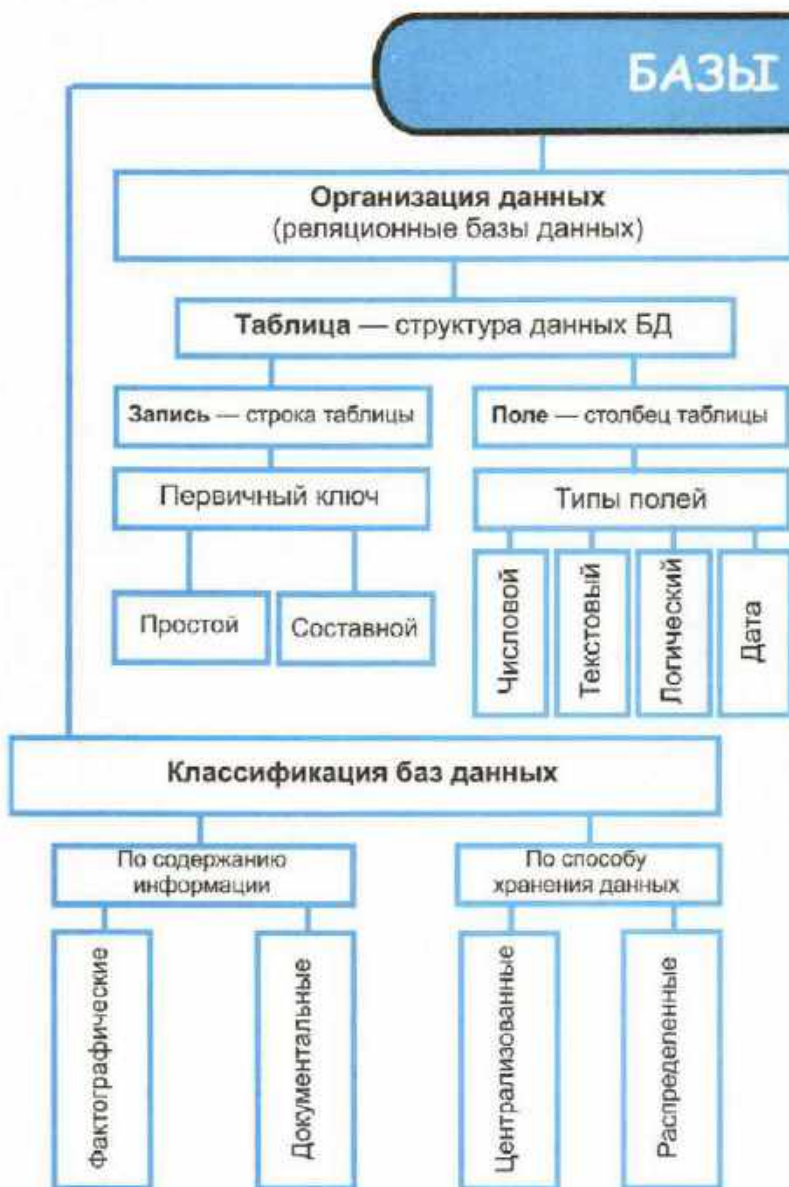 БАЗЫ
Организация данных
(реляционные базы данных)
Таблица — структура данных БД
Запись — строка таблицы
Поле — столбец таблицы
Первичный ключ
Типы полей
Простой
Составной
Числовой
Текстовый
Логический
Дата
Классификация баз данных
По содержанию
информации
По способу
хранения данных
Фактографические
Документальные
Централизованные
Распределенные